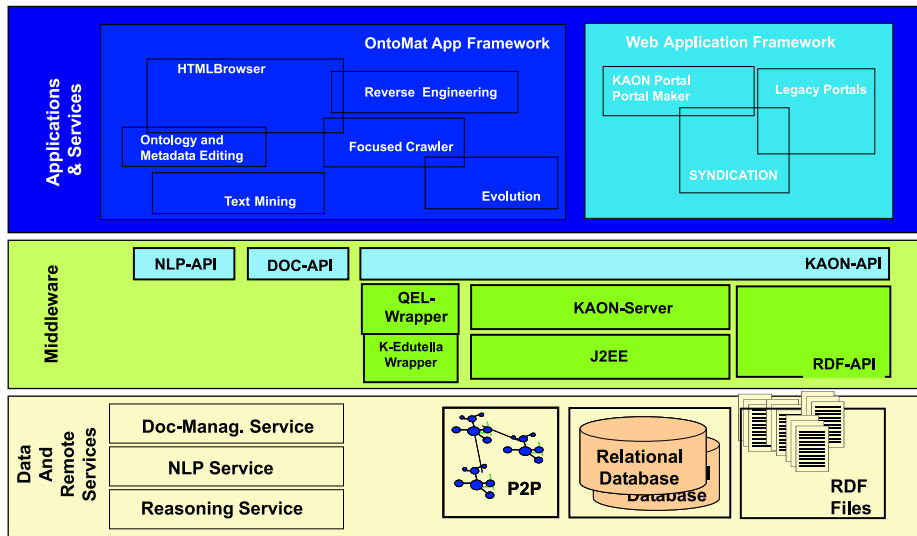 Applications
& Services
OntoMat App Framework
HTMLBrowser
Reverse Engineering
Ontology and
Metadata Editing
Focused Crawler
Text Mining
Evolution
Web Application Framework
KAON Portal
Portal Maker
Legacy Portals
SYNDICATION
Middleware
NLP-API
DOC-API
KAON-API
QEL-
Wrapper
KAON-Server
K-Edutella
Wrapper
J2EE
RDF-API
Data
And
Remote
Services
Doc-Manag. Service
NLP Service
Reasoning Service
P2P
Relational
Database
Database
RDF
Files